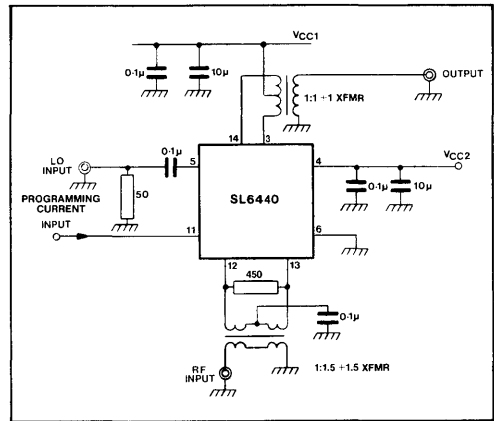 VCC1
0·1μ
10μ
OUTPUT
1:1 +1 XFMR
14
3
0·1μ
LO
INPUT
5
4
VCC2
50
SL6440
0·1μ
10μ
PROGRAMMING
CURRENT
INPUT
11
6
12
13
450
0·1μ
RF
INPUT
1:1.5 +1.5 XFMR